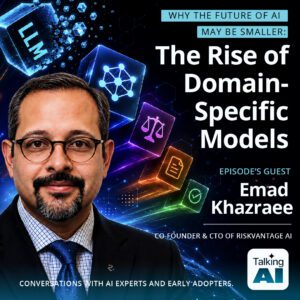 LLM
WHY THE FUTURE OF AI
MAY BE SMALLER:
The Rise of
Domain-
Specific
Models
EPISODE'S GUEST
Emad
Khazraee
CO-FOUNDER & CTO OF RISKVANTAGE AI
Talking
AI
CONVERSATIONS WITH AI EXPERTS AND EARLY ADOPTERS.